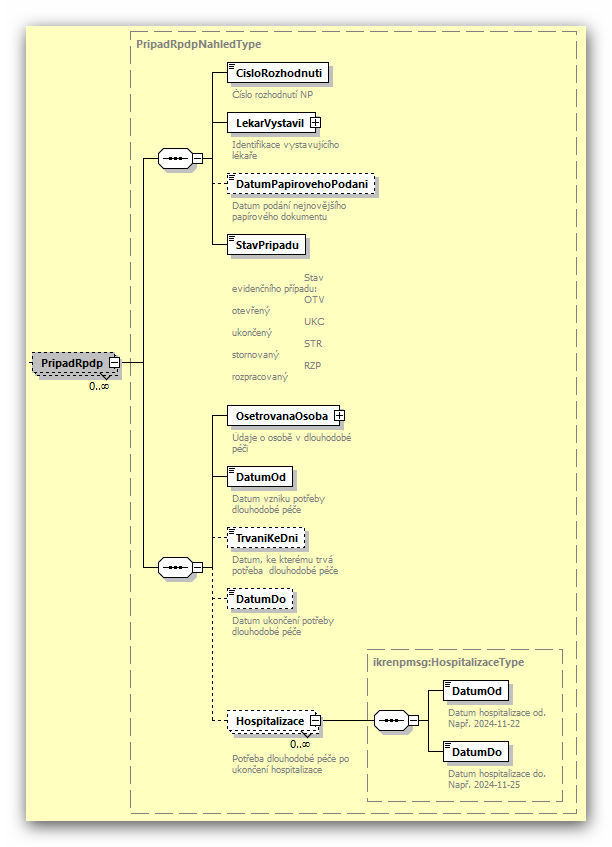 PripadRpdpNahledType
CisloRozhodnuti
Číslo rozhodnutí NP
LekarVystavil
Identifikace vystavujícího
lékaře
DatumPapirovehoPodani
Datum podání nejnovějšího
papírového dokumentu
StavPripadu
Stav
evidenčního případu:
OTV
otevřený
UKC
ukončený
STR
stornovaný
RZP
rozpracovaný
PripadRpdp
0..∞
OsetrovanaOsoba
Údaje o osobě v dlouhodobé
péči
DatumOd
Datum vzniku potřeby
dlouhodobé péče
TrvaniKeDni
Datum, ke kterému trvá
potřeba  dlouhodobé péče
DatumDo
Datum ukončení potřeby
dlouhodobé péče
ikrenpmsg:HospitalizaceType
DatumOd
Datum hospitalizace od.
Např. 2024-11-22
Hospitalizace
0..∞
Potřeba dlouhodobé péče po
ukončení hospitalizace
DatumDo
Datum hospitalizace do.
Např. 2024-11-25